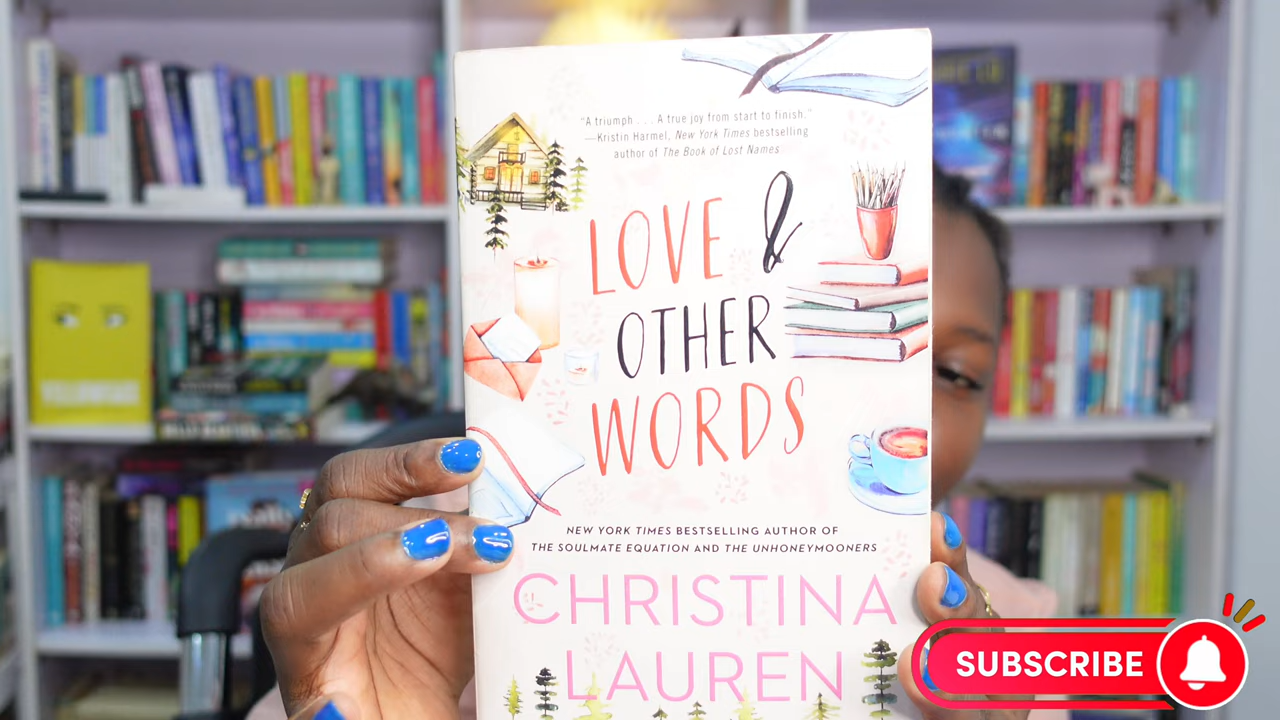 "A triumph . . . A true joy from start to finish."
—Kristin Harmel, New York Times bestselling
author of The Book of Lost Names
LOVE &
OTHER
WORDS
NEW YORK TIMES BESTSELLING AUTHOR OF
THE SOULMATE EQUATION AND THE UNHONEYMOONERS
CHRISTINA
LAUREN
SUBSCRIBE